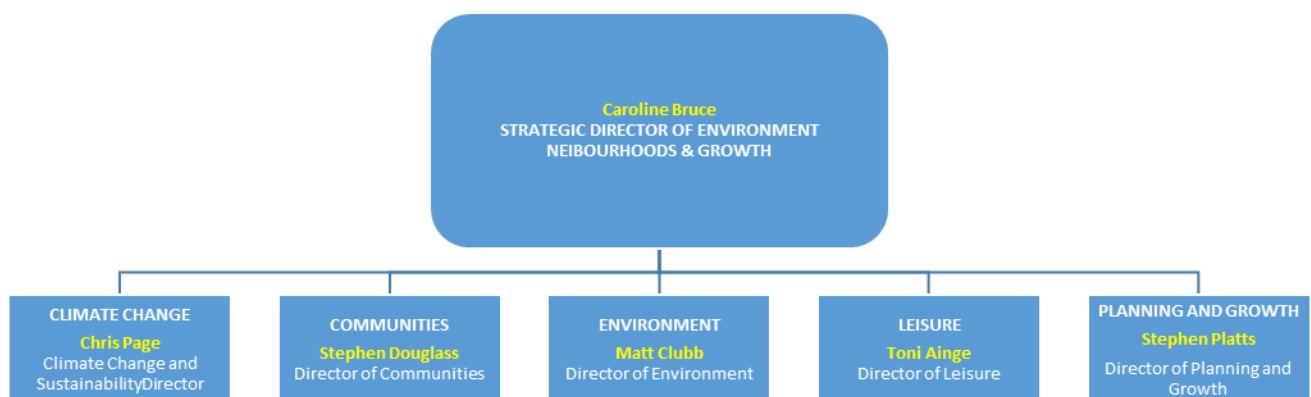 Caroline Bruce
STRATEGIC DIRECTOR OF ENVIRONMENT
NEIBOURHOODS & GROWTH
CLIMATE CHANGE
Chris Page
Climate Change and
SustainabilityDirector
COMMUNITIES
Stephen Douglass
Director of Communities
ENVIRONMENT
Matt Clubb
Director of Environment
LEISURE
Toni Ainge
Director of Leisure
PLANNING AND GROWTH
Stephen Platts
Director of Planning and
Growth